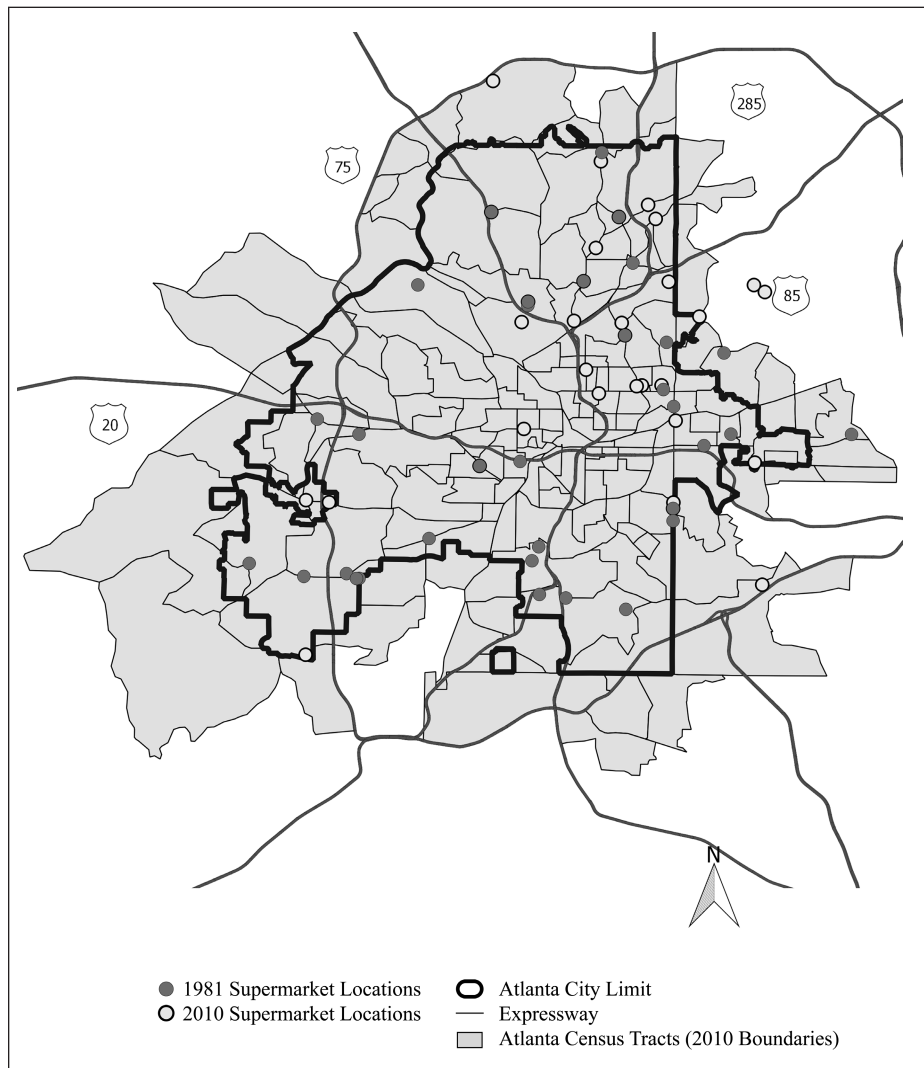 285
75
85
20
N
1981 Supermarket Locations
2010 Supermarket Locations
Atlanta City Limit
Expressway
Atlanta Census Tracts (2010 Boundaries)